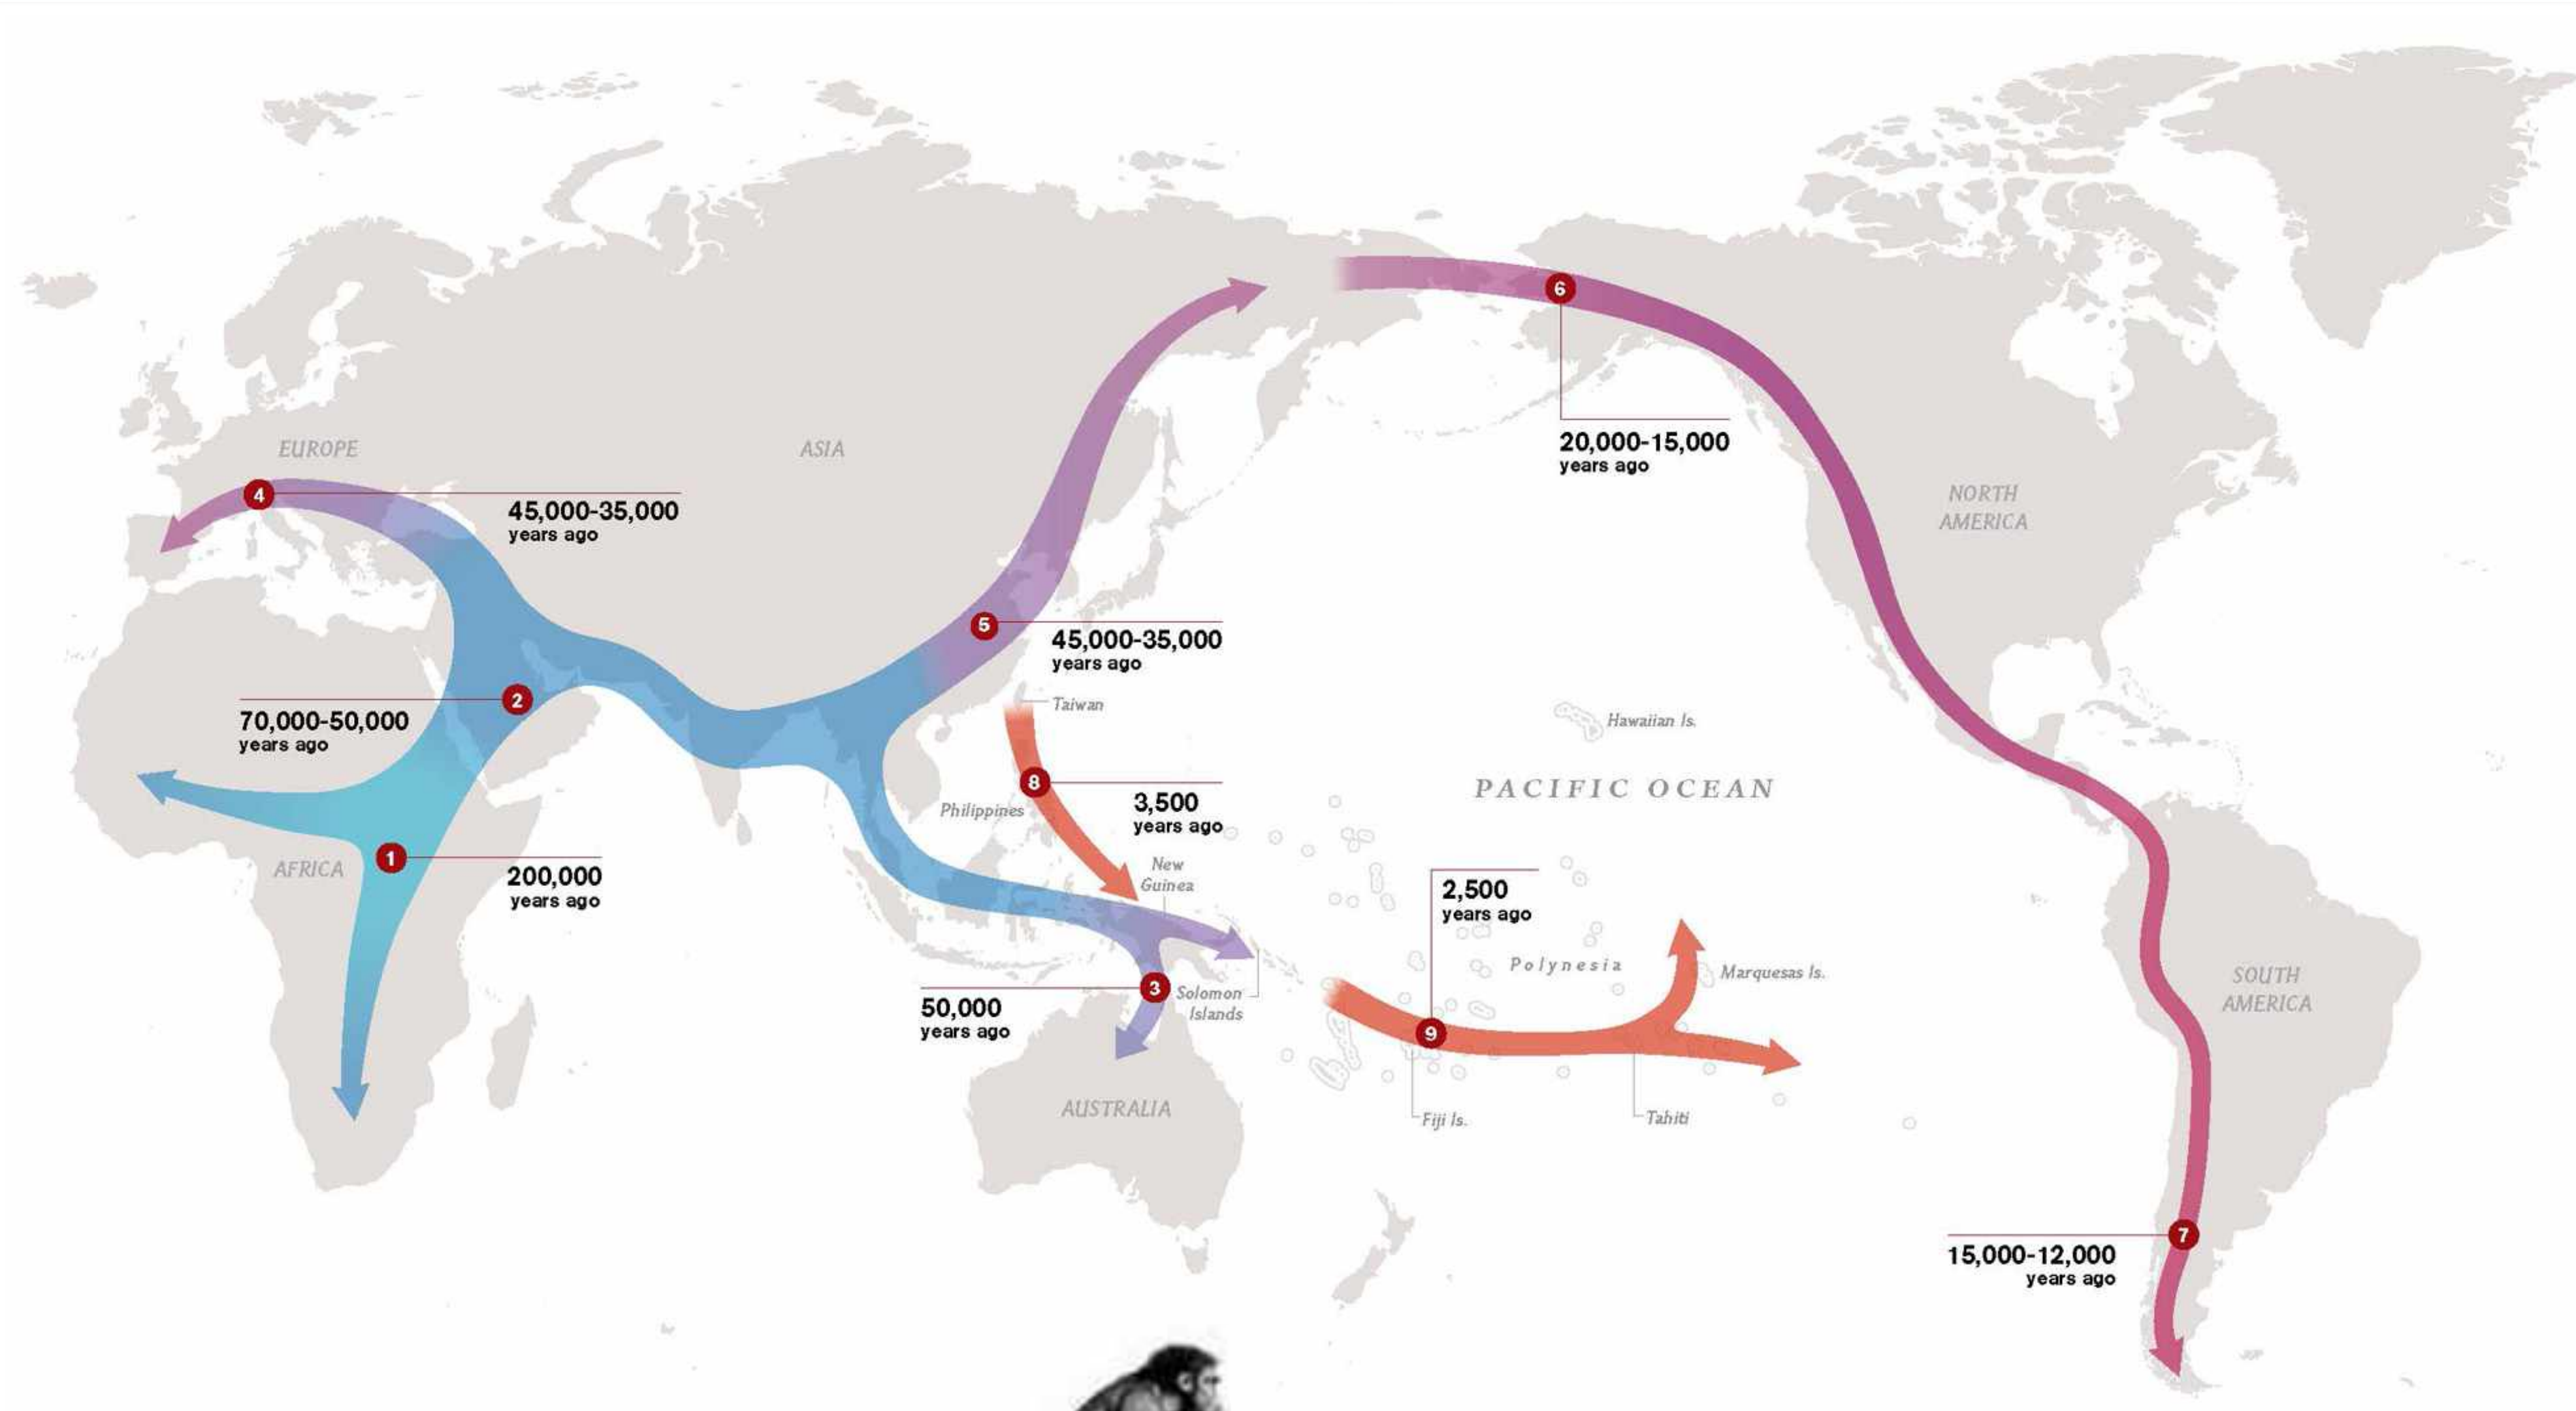 6
20,000-15,000
years ago
EUROPE
ASIA
4
45,000-35,000
years ago
NORTH
AMERICA
5
45,000-35,000
years ago
2
70,000-50,000
years ago
Taiwan
Hawaiian Is.
8
3,500
years ago
Philippines
PACIFIC OCEAN
1
AFRICA
200,000
years ago
New
Guinea
2,500
years ago
Polynesia
Marquesas Is.
3
50,000
years ago
Solomon
Islands
9
SOUTH
AMERICA
AUSTRALIA
Fiji Is.
Tahiti
7
15,000-12,000
years ago